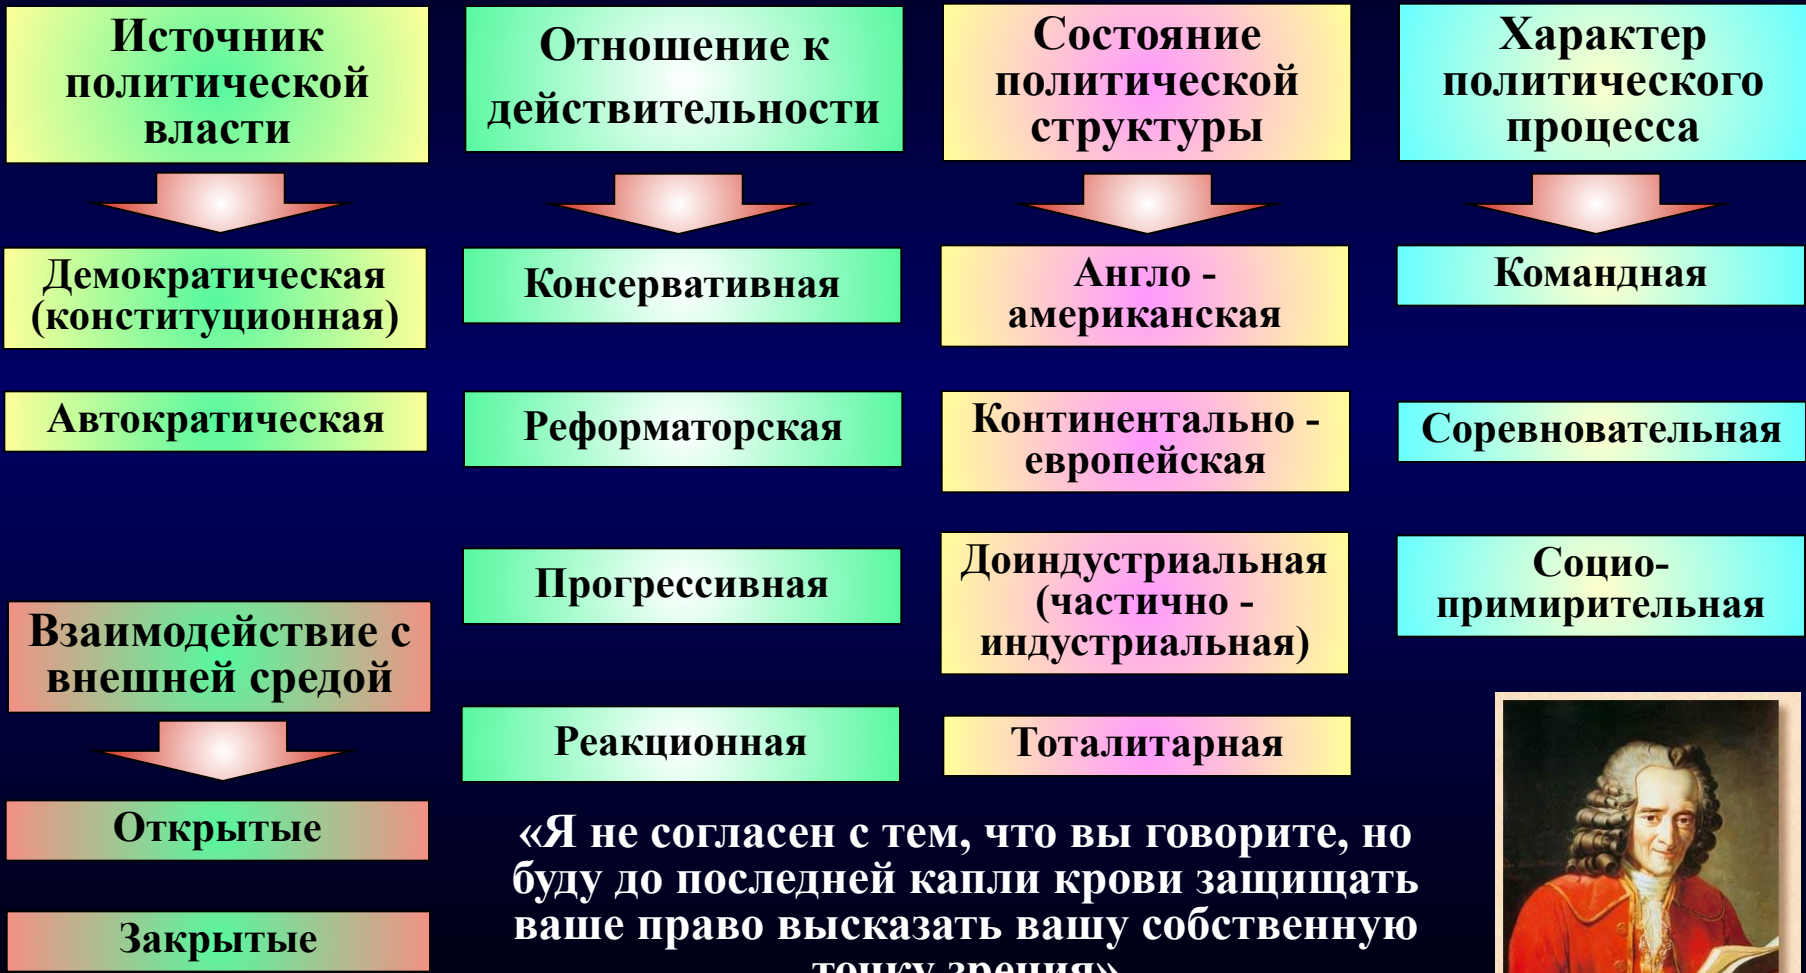 Источник
политической
власти
Демократическая
(конституционная)
Автократическая
Взаимодействие с
внешней средой
Открытые
Закрытые
Отношение к
действительности
Консервативная
Реформаторская
Прогрессивная
Реакционная
Состояние
политической
структуры
Англо -
американская
Континентально -
европейская
Доиндустриальная
(частично -
индустриальная)
Тоталитарная
Характер
политического
процесса
Командная
Соревновательная
Социо-
примирительная
«Я не согласен с тем, что вы говорите, но
буду до последней капли крови защищать
ваше право высказать вашу собственную
точку зрения»